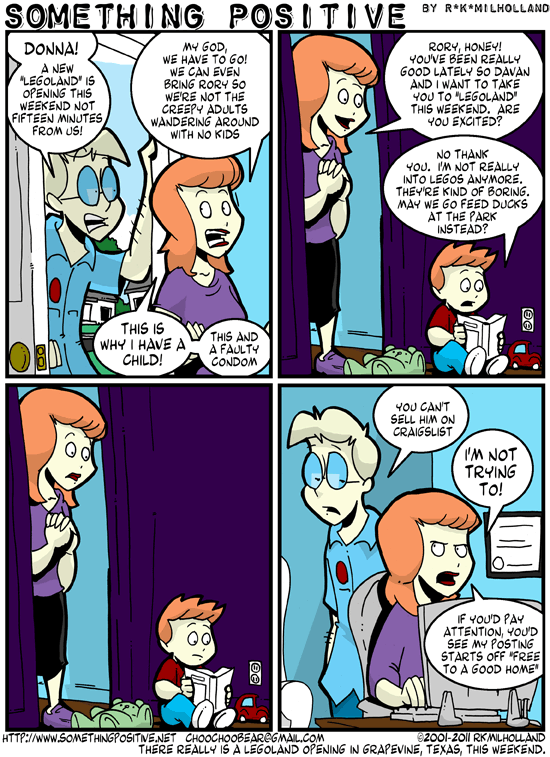 SOMETHING POSITIVE BY R*K*MILHOLLAND
DONNA!
A NEW
"LEGOLAND" IS
OPENING THIS
WEEKEND NOT
FIFTEEN MINUTES
FROM US!
MY GOD,
WE HAVE TO GO!
WE CAN EVEN
BRING RORY SO
WE'RE NOT THE
CREEPY ADULTS
WANDERING AROUND
WITH NO KIDS
THIS IS
WHY I HAVE A
CHILD!
THIS AND
A FAULTY
CONDOM
RORY, HONEY!
YOU'VE BEEN REALLY
GOOD LATELY SO DAVAN
AND I WANT TO TAKE
YOU TO "LEGOLAND"
THIS WEEKEND. ARE
YOU EXCITED?
NO THANK
YOU. I'M NOT REALLY
INTO LEGOS ANYMORE.
THEY'RE KIND OF BORING.
MAY WE GO FEED DUCKS
AT THE PARK
INSTEAD?
YOU CAN'T
SELL HIM ON
CRAIGSLIST
I'M NOT
TRYING
TO!
IF YOU'D PAY
ATTENTION, YOU'D
SEE MY POSTING
STARTS OFF "FREE
TO A GOOD HOME"
HTTP://WWW.SOMETHINGPOSITIVE.NET CHOOCHOOBEAR@GMAIL.COM ©2001-2011 RKMILHOLLAND
THERE REALLY IS A LEGOLAND OPENING IN GRAPEVINE, TEXAS, THIS WEEKEND.